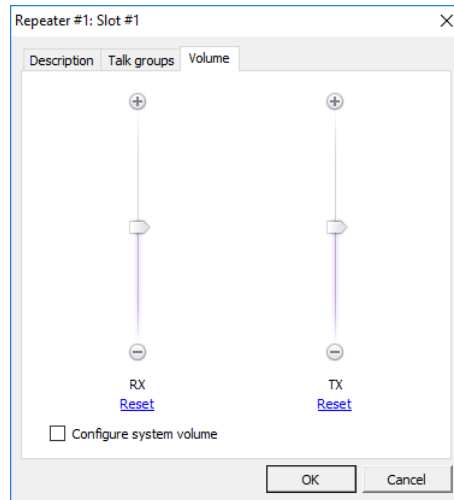 Repeater #1: Slot #1
Description Talk groups Volume
RX TX
Reset Reset
Configure system volume
OK Cancel